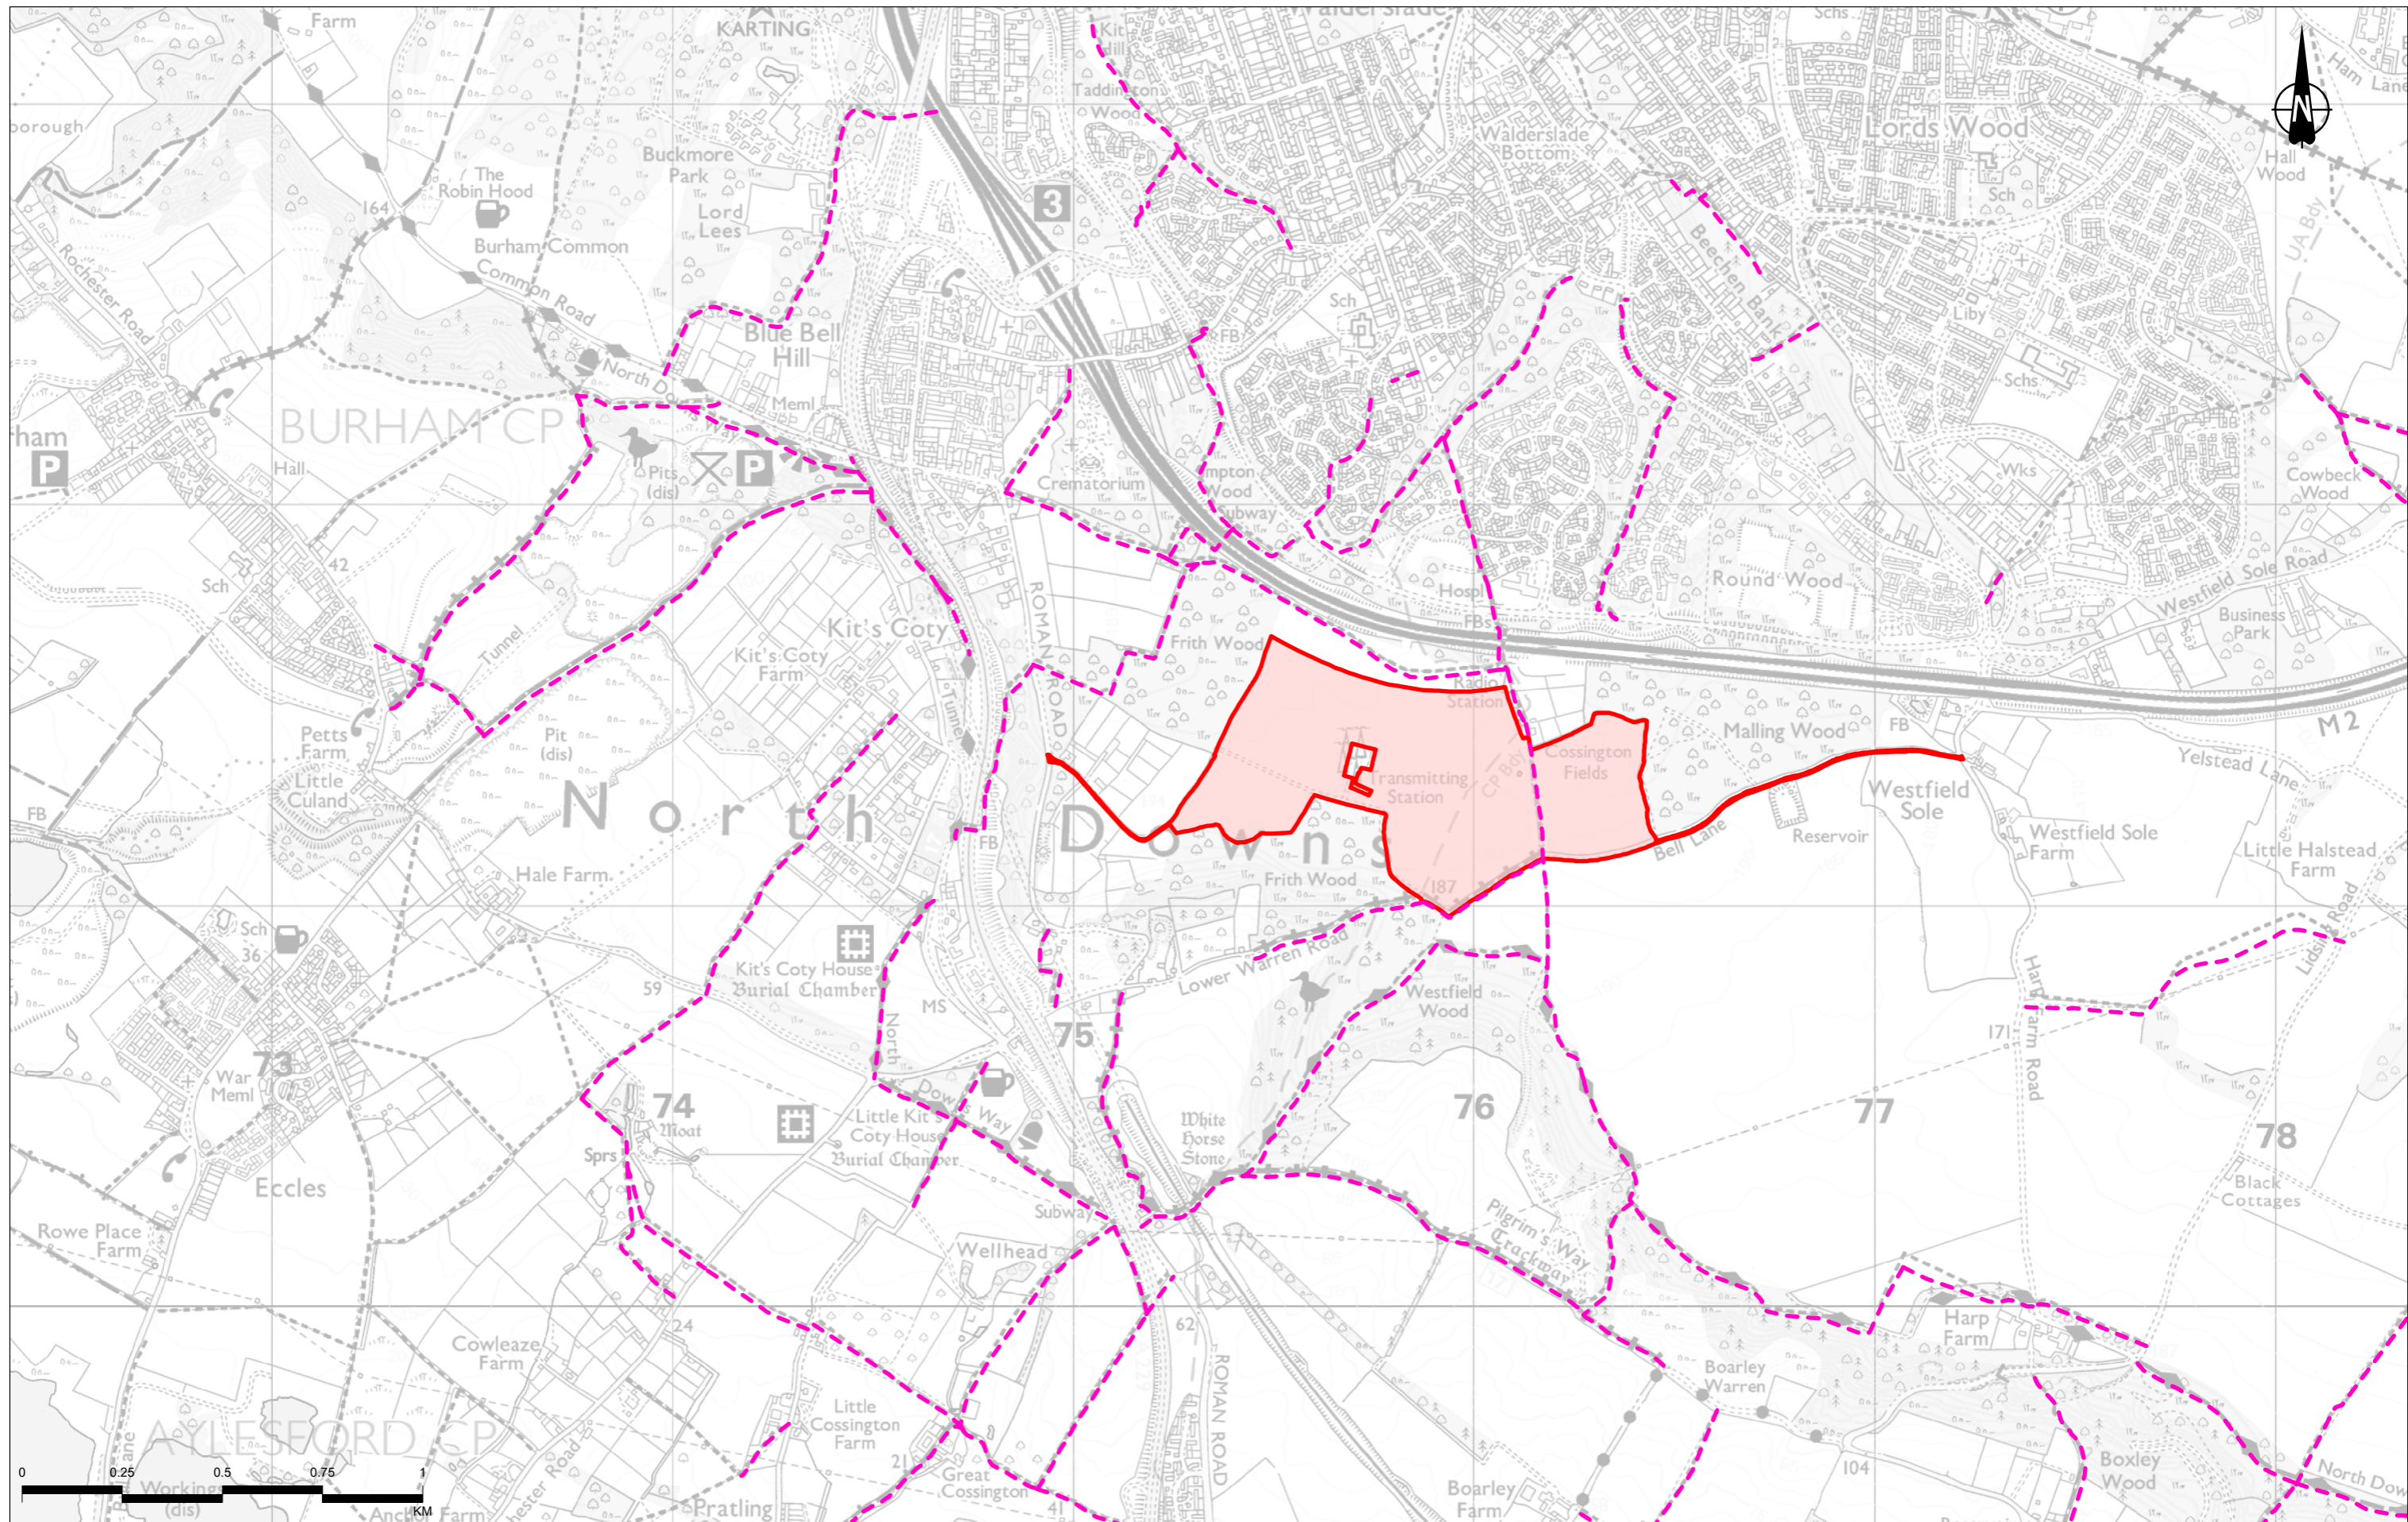 Farm
KARTING
Kit
Hill
Walderslade
Schs
Ham Lane
Taddington
Wood
borough
Buckmore
Park
Walderslade
Bottom
Lords Wood
Hall
Wood
The
Robin Hood
164
Lord
Lees
3
Sch
Burham Common
Beechen Bank
UA Bdy
Rochester Road
Common Road
Sch
Liby
Blue Bell
Hill
FB
North D
Schs
Meml
BURHAM CP
ham
P
Hall
Pits
(dis)
P
Crematorium
mpton
Wood
Subway
Wks
Cowbeck
Wood
42
Sch
ROMAN ROAD
Hospl
Round Wood
Westfield Sole Road
Business
Park
Tunnel
Kit's Coty
FBs
Kit's Coty
Farm
Frith Wood
Radio
Station
Tunnel
Petts
Farm
Pit
(dis)
Malling Wood
FB
M2
Cossington
Fields
Yelstead Lane
Little
Culand
Transmitting
Station
CP Bdy
Westfield
Sole
FB
North Downs
FB
Bell Lane
Reservoir
Westfield Sole
Farm
Little Halstead
Farm
Hale Farm
Frith Wood
187
Sch
36
Lower Warren Road
Lidsing Road
Kit's Coty House
Burial Chamber
59
Westfield
Wood
MS
North
75
Harp Farm Road
171
73
War
Meml
Downs Way
74
Moat
Little Kit's
Coty House
Burial Chamber
White
Horse
Stone
76
77
78
Sprs
Eccles
Black
Cottages
Subway
Rowe Place
Farm
Wellhead
Pilgrim's Way
Trackway
24
62
Harp
Farm
Cowleaze
Farm
ROMAN ROAD
Boarley
Warren
Little
Cossington
Farm
AYLESFORD CP
21
Great
Cossington
104
Boxley
Wood
Boarley
Farm
North Dow
0 0.25 0.5 0.75 1
KM
Workings
(dis)
Pratling
41
N